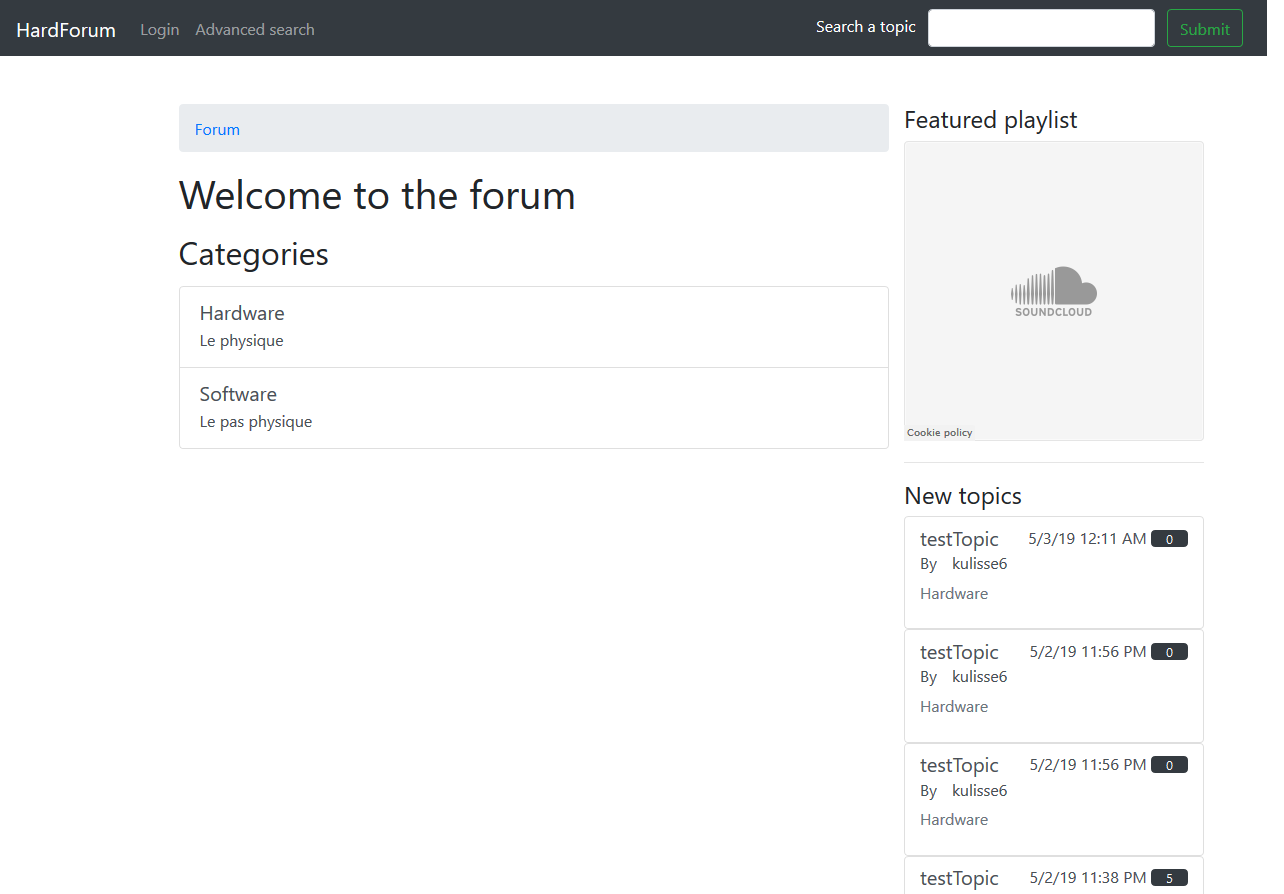 HardForum Login Advanced search Search a topic Submit
Forum
Welcome to the forum
Categories
Hardware
Le physique
Software
Le pas physique
Featured playlist
SOUNDCLOUD
Cookie policy
New topics
testTopic 5/3/19 12:11 AM 0
By kulisse6
Hardware
testTopic 5/2/19 11:56 PM 0
By kulisse6
Hardware
testTopic 5/2/19 11:56 PM 0
By kulisse6
Hardware
testTopic 5/2/19 11:38 PM 5